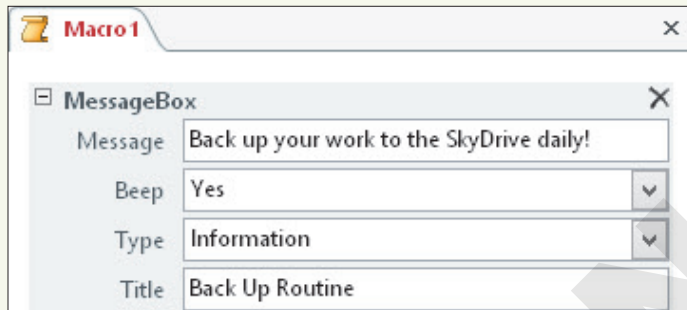 Macro1
MessageBox
Message Back up your work to the SkyDrive daily!
Beep Yes
Type Information
Title Back Up Routine